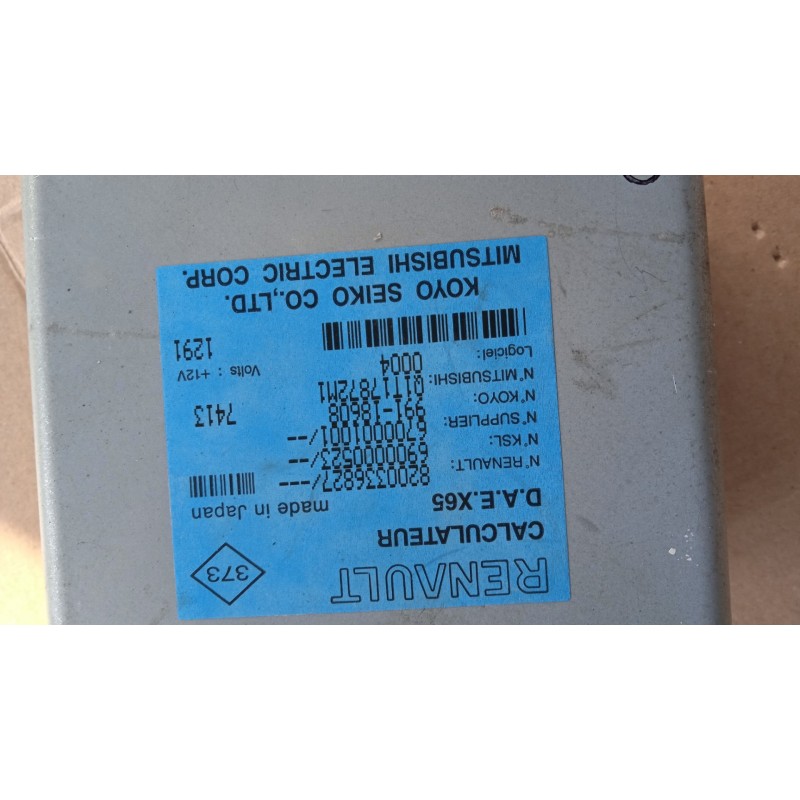 RENAULT 373
CALCULATEUR
D.A.E.X65 made in Japan
N°RENAULT: 8200336827/---
N°KSL: 6900000523/--
N°SUPPLIER: 6700001001/--
N°KOYO: 991-18608 7413
N°MITSUBISHI: Q1T17872M1
Logiciel: 0004 Volts : +12V
1291
KOYO SEIKO CO.,LTD.
MITSUBISHI ELECTRIC CORP.